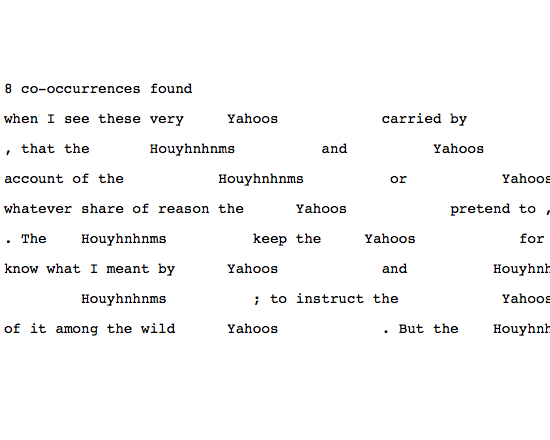 8 co-occurrences found
when I see these very Yahoos carried by
, that the Houyhnhnms and Yahoos
account of the Houyhnhnms or Yahoos
whatever share of reason the Yahoos pretend to ,
. The Houyhnhnms keep the Yahoos for
know what I meant by Yahoos and Houyhnh
Houyhnhnms ; to instruct the Yahoos
of it among the wild Yahoos . But the Houyhnh